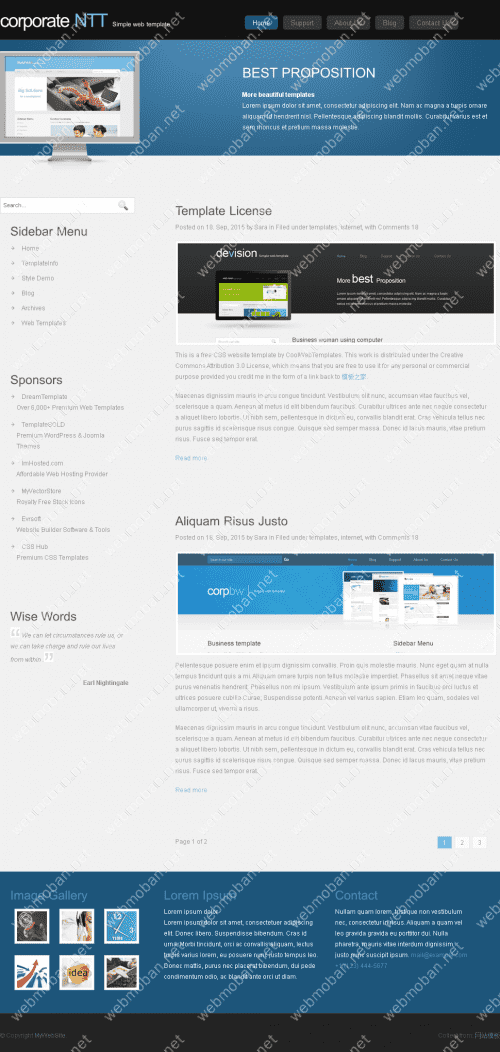 corporate NTT Simple web template
Home Support About Us Blog Contact Us
BEST PROPOSITION
More beautiful templates
Lorem ipsum dolor sit amet, consectetur adipiscing elit. Nam ac magna a turpis ornare
aliquam at hendrerit nisl. Pellentesque adipiscing blandit mollis. Curabitur varius est et
sem rhoncus et pretium massa molestie.
Search...
Sidebar Menu
Home
TemplateInfo
Style Demo
Blog
Archives
Web Templates
Sponsors
DreamTemplate
Over 6,000+ Premium Web Templates
TemplateSOLD
Premium WordPress & Joomla
Themes
ImHosted.com
Affordable Web Hosting Provider
MyVectorStore
Royalty Free Stock Icons
Evrsoft
Website Builder Software & Tools
CSS Hub
Premium CSS Templates
Wise Words
We can let circumstances rule us, or
we can take charge and rule our lives
from within
Earl Nightingale
Template License
Posted on 18. Sep, 2015 by Sara in Filed under templates, internet, with Comments 18
devision
More best Proposition
Business woman using computer
This is a free CSS website template by CoolWebTemplates. This work is distributed under the Creative
Commons Attribution 3.0 License, which means that you are free to use it for any personal or commercial
purpose provided you credit me in the form of a link back to
Maecenas dignissim mauris in arcu congue tincidunt. Vestibulum elit nunc, accumsan vitae faucibus vel,
scelerisque a quam. Aenean at metus id elit bibendum faucibus. Curabitur ultrices ante nec neque consectetur
a aliquet libero lobortis. Ut nibh sem, pellentesque in dictum eu, convallis blandit erat. Cras vehicula tellus nec
purus sagittis id scelerisque risus congue. Quisque sed semper massa. Donec id lacus mauris, vitae pretium
risus. Fusce sed tempor erat.
Read more
Aliquam Risus Justo
Posted on 16. Sep, 2015 by Sara in Filed under templates, internet, with Comments 18
corpbw
Business template
Sidebar Menu
Pellentesque posuere enim et ipsum dignissim convallis. Proin quis molestie mauris. Nunc eget quam at nulla
tempus tincidunt quis a mi. Aliquam ornare turpis non tellus molestie imperdiet. Phasellus sit amet neque vitae
purus venenatis hendrerit. Phasellus non mi ipsum. Vestibulum ante ipsum primis in faucibus orci luctus et
ultrices posuere cubilia Curae; Suspendisse potenti. Aenean vel varius sapien. Etiam leo quam, sodales vel
ullamcorper ut, viverra a risus.
Maecenas dignissim mauris in arcu congue tincidunt. Vestibulum elit nunc, accumsan vitae faucibus vel,
scelerisque a quam. Aenean at metus id elit bibendum faucibus. Curabitur ultrices ante nec neque consectetur
a aliquet libero lobortis. Ut nibh sem, pellentesque in dictum eu, convallis blandit erat. Cras vehicula tellus nec
purus sagittis id scelerisque risus congue. Quisque sed semper massa. Donec id lacus mauris, vitae pretium
risus. Fusce sed tempor erat.
Read more
Page 1 of 2
1 2 3
Image Gallery
idea
Lorem Ipsum
Lorem ipsum dolor
Lorem ipsum dolor sit amet, consectetuer adipiscing
elit. Donec libero. Suspendisse bibendum. Cras id
urna. Morbi tincidunt, orci ac convallis aliquam, lectus
turpis varius lorem, eu posuere nunc justo tempus leo.
Donec mattis, purus nec placerat bibendum, dui pede
condimentum odio, ac blandit ante orci ut diam.
Contact
Nullam quam lorem, tristique non vestibulum
nec, consectetur in risus. Aliquam a quam vel
leo gravida gravida eu porttitor dui. Nulla
pharetra, mauris vitae interdum dignissim,
justo nunc suscipit ipsum. mail@example.com
+1 (123) 444-5677
© Copyright MyWebSite
webmoban.net